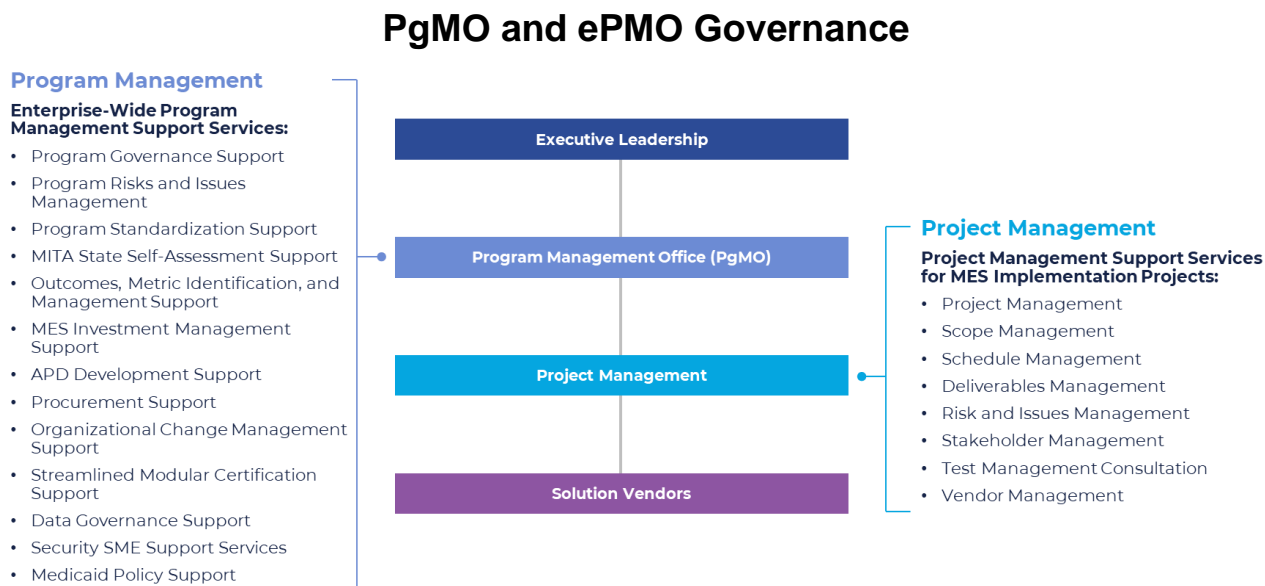 PgMO and ePMO Governance
Program Management
Enterprise-Wide Program
Management Support Services:
• Program Governance Support
• Program Risks and Issues
Management
• Program Standardization Support
• MITA State Self-Assessment Support
• Outcomes, Metric Identification, and
Management Support
• MES Investment Management
Support
• APD Development Support
• Procurement Support
• Organizational Change Management
Support
• Streamlined Modular Certification
Support
• Data Governance Support
• Security SME Support Services
• Medicaid Policy Support
Executive Leadership
Program Management Office (PgMO)
Project Management
Solution Vendors
Project Management
Project Management Support Services
for MES Implementation Projects:
• Project Management
• Scope Management
• Schedule Management
• Deliverables Management
• Risk and Issues Management
• Stakeholder Management
• Test Management Consultation
• Vendor Management